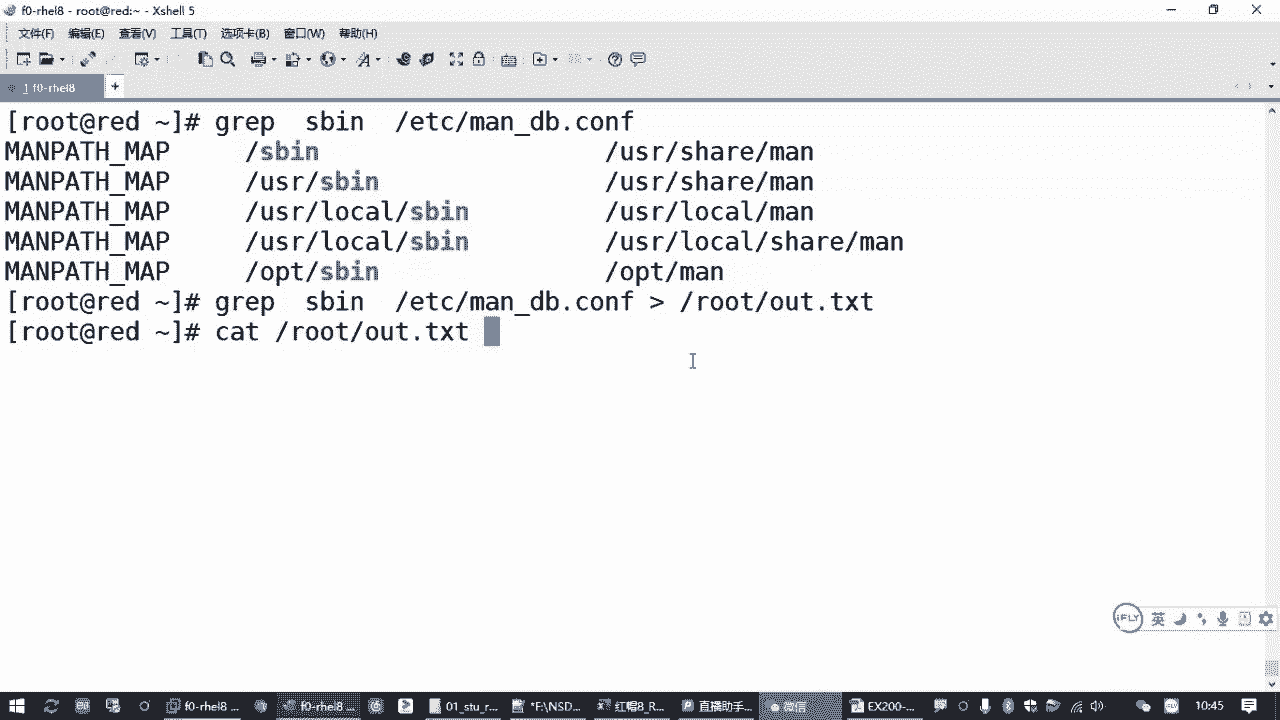 f0-rhel8 - root@red:~ - Xshell 5
文件(F) 编辑(E) 查看(V) 工具(T) 选项卡(B) 窗口(W) 帮助(H)
1 f0-rhel8 +
[root@red ~]# grep  sbin  /etc/man_db.conf
MANPATH_MAP     /sbin                   /usr/share/man
MANPATH_MAP     /usr/sbin               /usr/share/man
MANPATH_MAP     /usr/local/sbin         /usr/local/man
MANPATH_MAP     /usr/local/sbin         /usr/local/share/man
MANPATH_MAP     /opt/sbin               /opt/man
[root@red ~]# grep  sbin  /etc/man_db.conf > /root/out.txt
[root@red ~]# cat /root/out.txt
iFLY 英
f0-rhel8 ... f0-rhel8... 01_stu_r... *F:\NSD... 红帽8_R... 直播助手... 微信 EX200-... 10:45